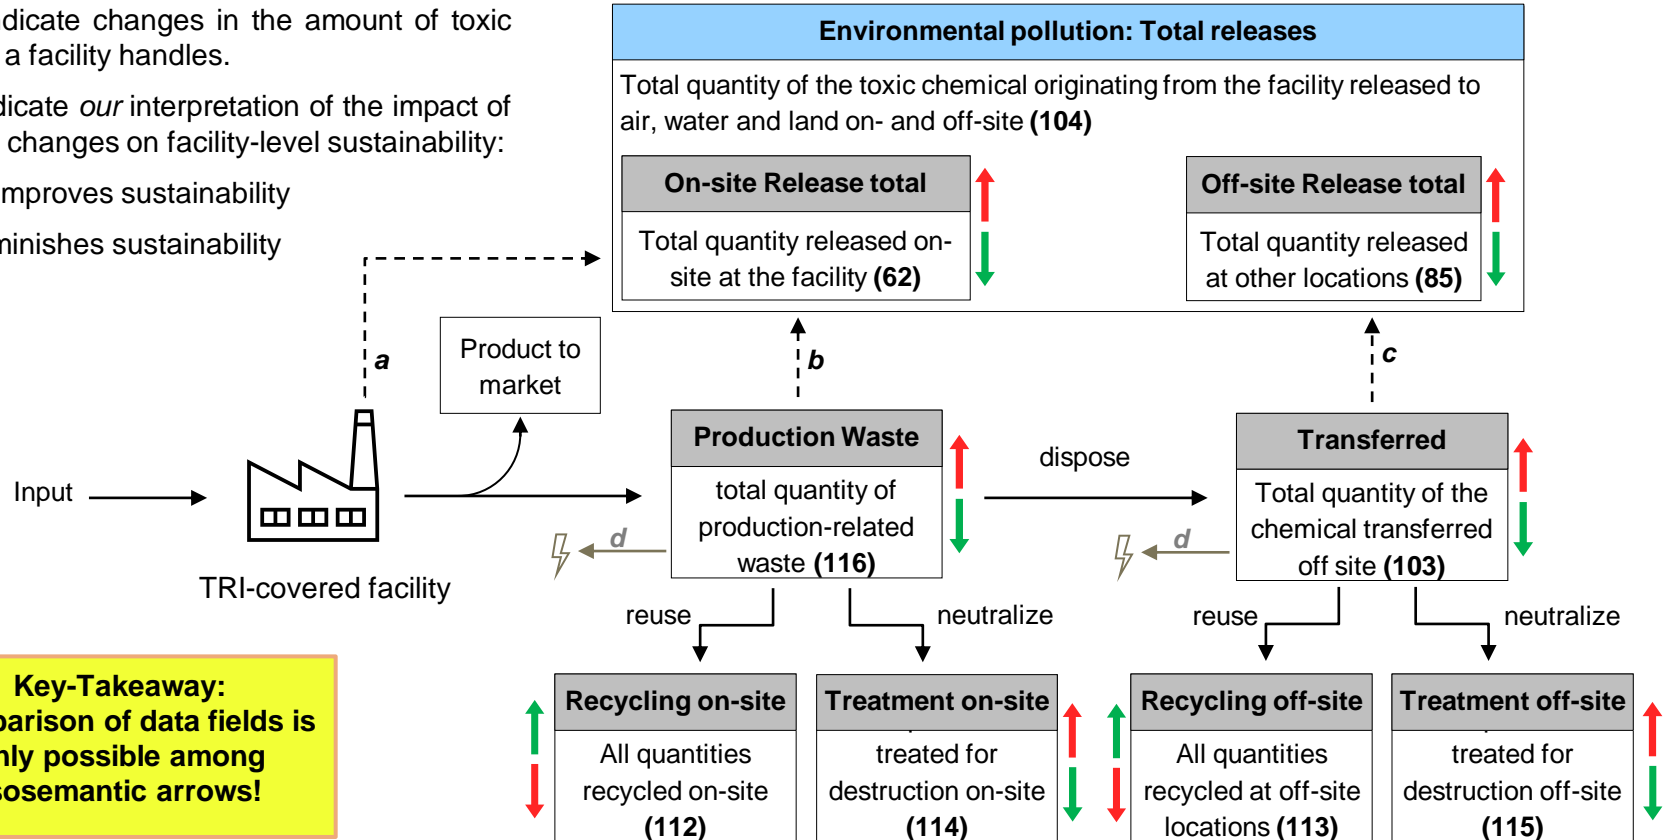 ndicate changes in the amount of toxic
a facility handles.
dicate our interpretation of the impact of
changes on facility-level sustainability:
improves sustainability
minishes sustainability
Environmental pollution: Total releases
Total quantity of the toxic chemical originating from the facility released to
air, water and land on- and off-site (104)
On-site Release total
Total quantity released on-
site at the facility (62)
Off-site Release total
Total quantity released
at other locations (85)
a
Product to
market
b
c
Input
TRI-covered facility
Production Waste
total quantity of
production-related
waste (116)
dispose
Transferred
Total quantity of the
chemical transferred
off site (103)
d
d
reuse
neutralize
reuse
neutralize
Key-Takeaway:
parison of data fields is
nly possible among
sosemantic arrows!
Recycling on-site
All quantities
recycled on-site
(112)
Treatment on-site
treated for
destruction on-site
(114)
Recycling off-site
All quantities
recycled at off-site
locations (113)
Treatment off-site
treated for
destruction off-site
(115)